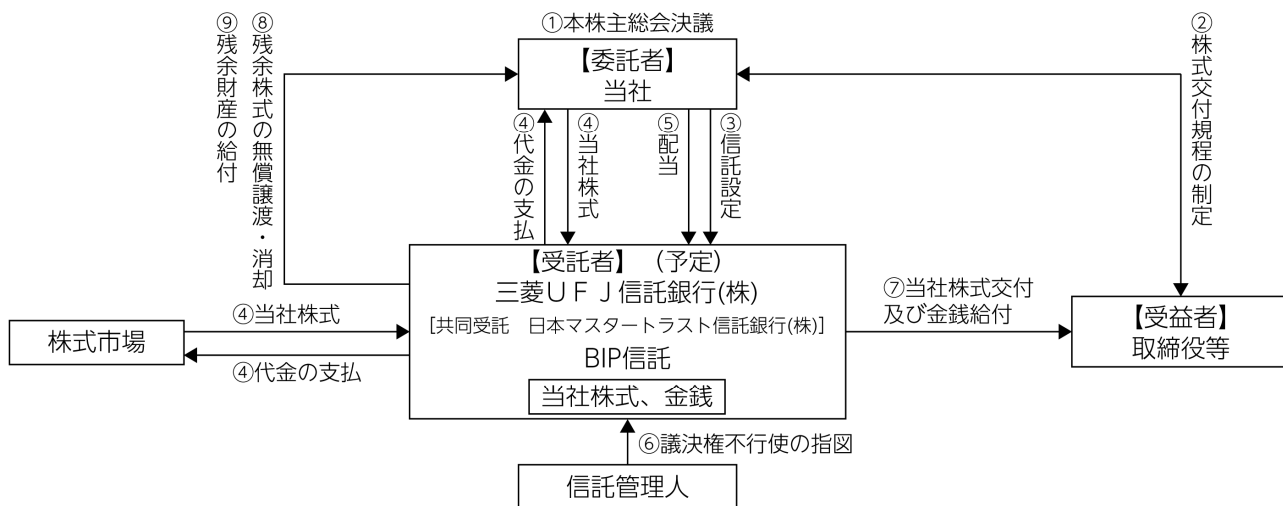 ①本株主総会決議
【委託者】
当社
⑨残余財産の給付
⑧残余株式の無償譲渡・消却
④代金の支払
④当社株式
⑤配当
③信託設定
②株式交付規程の制定
【受託者】（予定）
三菱ＵＦＪ信託銀行(株)
[共同受託　日本マスタートラスト信託銀行(株)]
BIP信託
当社株式、金銭
株式市場
④当社株式
④代金の支払
⑦当社株式交付
及び金銭給付
【受益者】
取締役等
⑥議決権不行使の指図
信託管理人